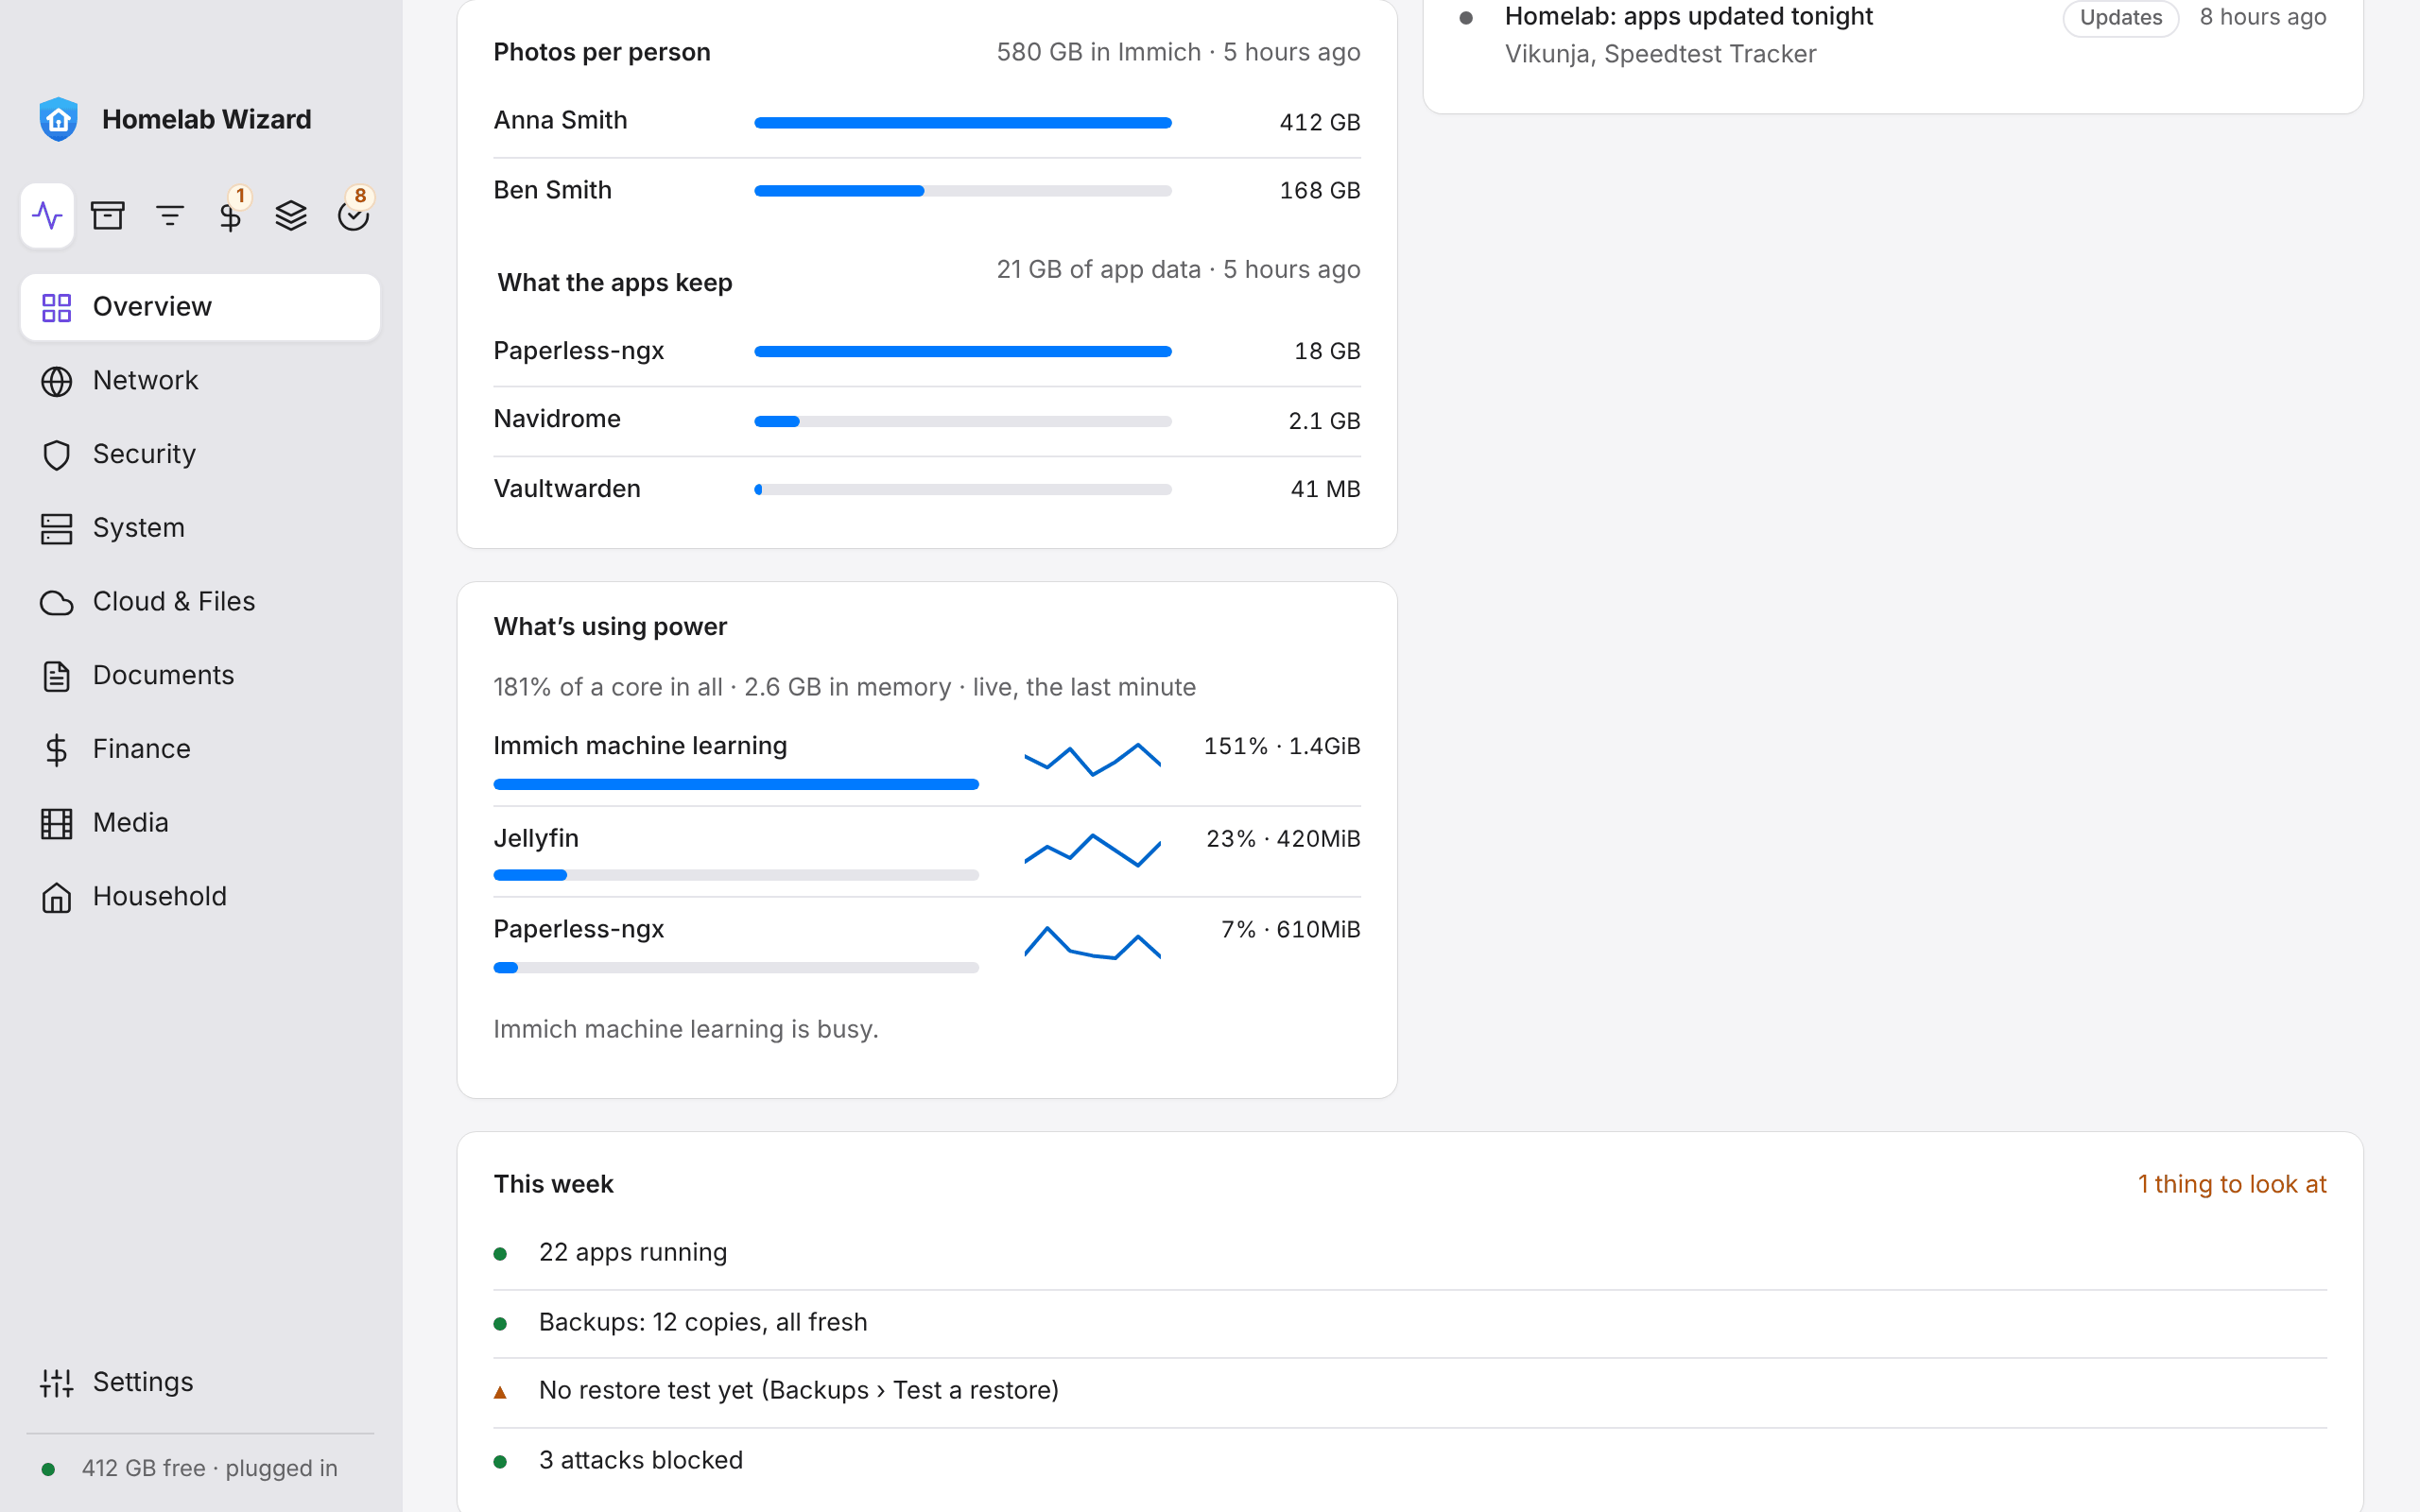 Homelab Wizard
1
8
Overview
Network
Security
System
Cloud & Files
Documents
Finance
Media
Household
Settings
412 GB free · plugged in
Photos per person
580 GB in Immich · 5 hours ago
Anna Smith
412 GB
Ben Smith
168 GB
What the apps keep
21 GB of app data · 5 hours ago
Paperless-ngx
18 GB
Navidrome
2.1 GB
Vaultwarden
41 MB
What’s using power
181% of a core in all · 2.6 GB in memory · live, the last minute
Immich machine learning
151% · 1.4GiB
Jellyfin
23% · 420MiB
Paperless-ngx
7% · 610MiB
Immich machine learning is busy.
Homelab: apps updated tonight
Updates
8 hours ago
Vikunja, Speedtest Tracker
This week
1 thing to look at
22 apps running
Backups: 12 copies, all fresh
No restore test yet (Backups › Test a restore)
3 attacks blocked